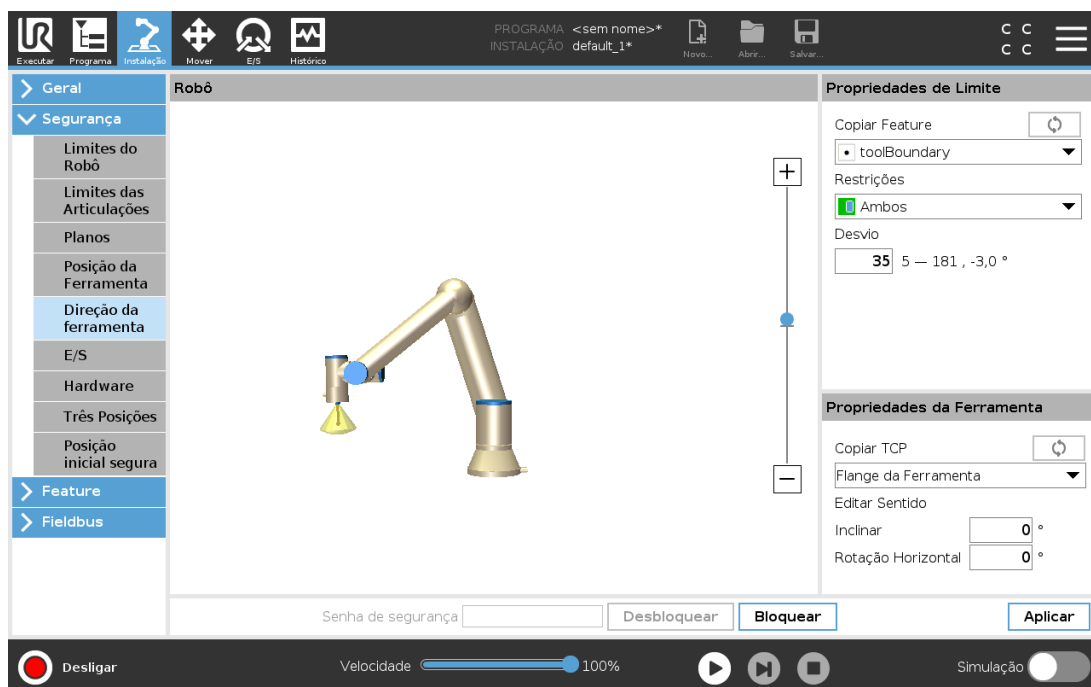 PROGRAMA <sem nome>*
INSTALAÇÃO default_1*
Executar Programa Instalação Mover E/S Histórico
Novo... Abrir... Salvar...
C C
C C
Geral
Segurança
Limites do
Robô
Limites das
Articulações
Planos
Posição da
Ferramenta
Direção da
ferramenta
E/S
Hardware
Três Posições
Posição
inicial segura
Feature
Fieldbus
Robô
+
−
Propriedades de Limite
Copiar Feature
toolBoundary
Restrições
Ambos
Desvio
35 5 — 181 , -3,0 °
Propriedades da Ferramenta
Copiar TCP
Flange da Ferramenta
Editar Sentido
Inclinar 0 °
Rotação Horizontal 0 °
Senha de segurança Desbloquear Bloquear Aplicar
Desligar Velocidade 100% Simulação